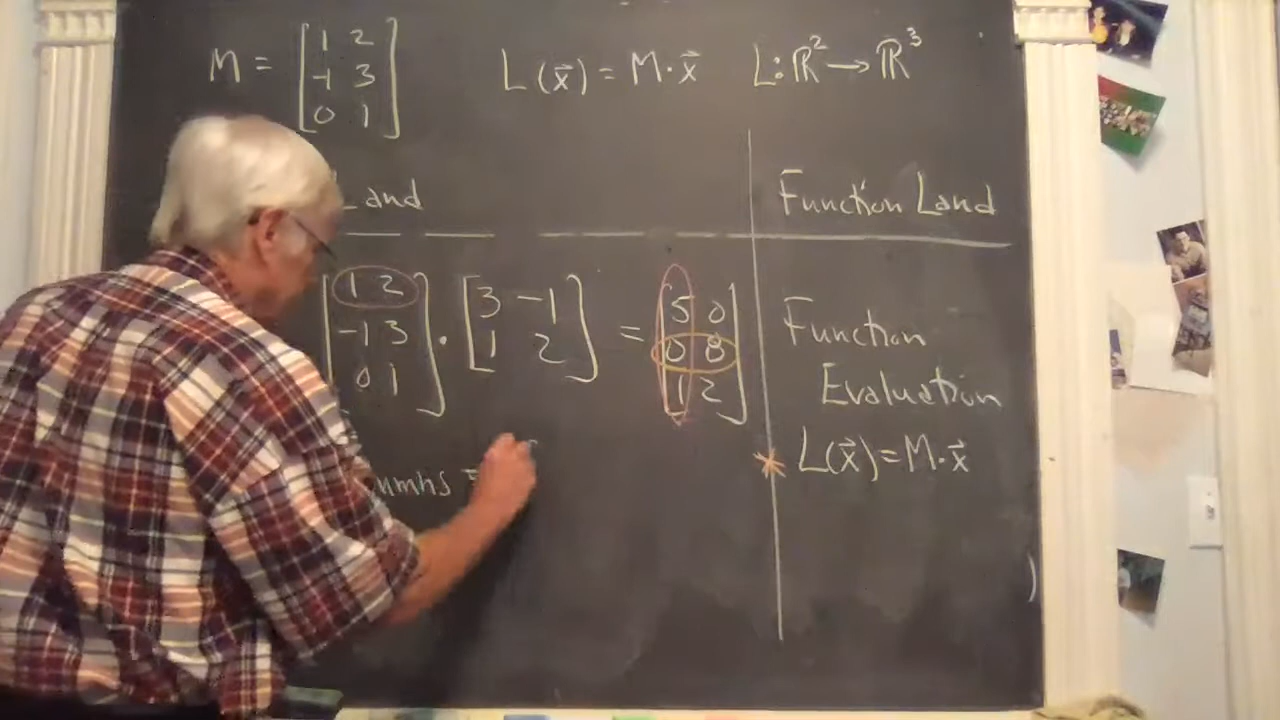 M = [1 2; -1 3; 0 1] L(x⃗) = M·x⃗ L: ℝ² → ℝ³
Land
Function Land
[1 2; -1 3; 0 1] · [3 -1; 1 2] = [5 0; 0 8; 1 2]
Function
Evaluation
* L(x⃗)=M·x⃗